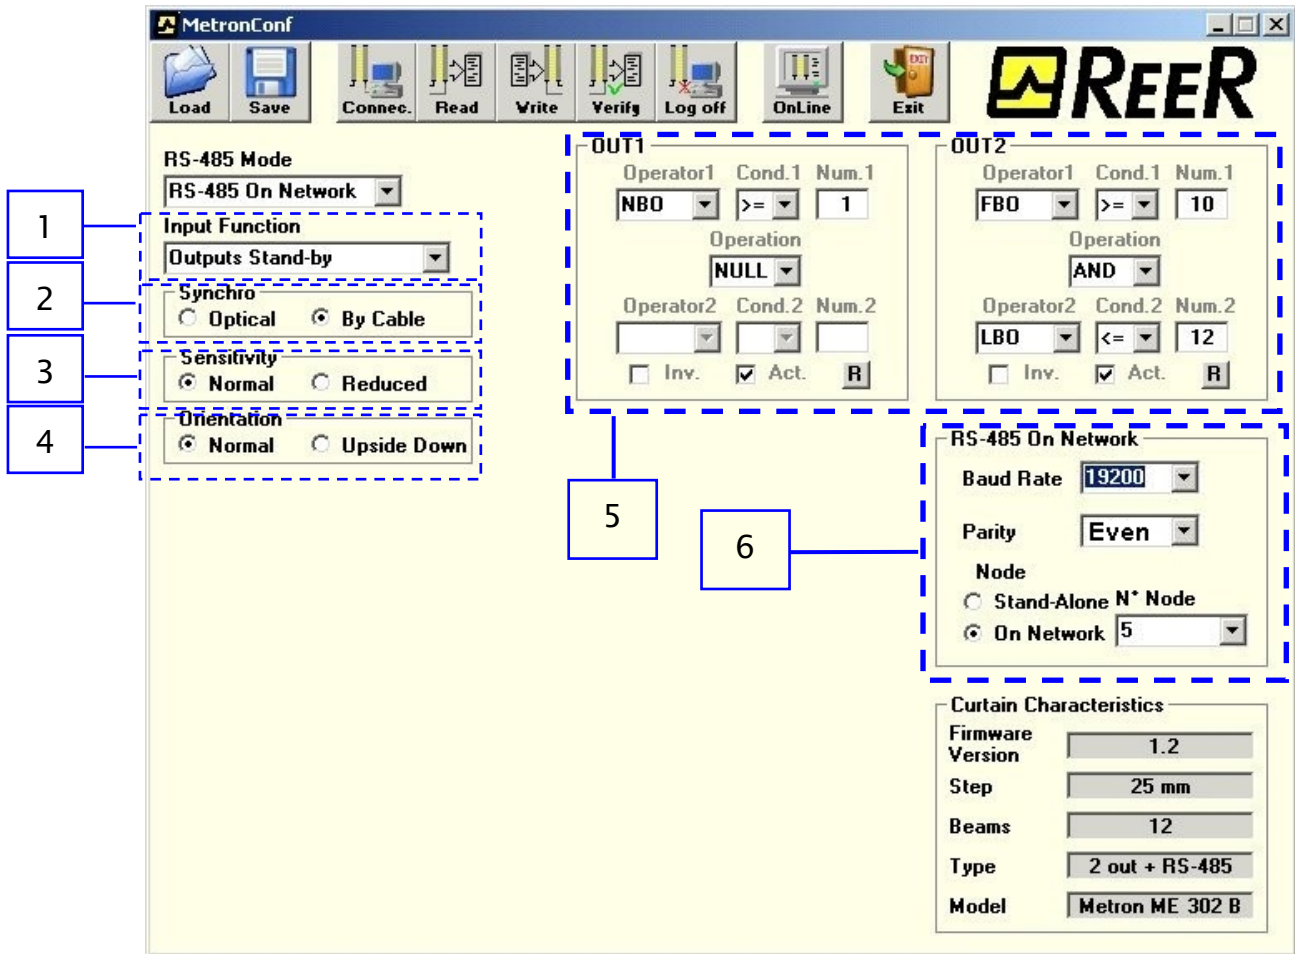 MetronConf
Load Save Connec. Read Write Verify Log off OnLine Exit
EXIT
REER
RS-485 Mode
RS-485 On Network
1
Input Function
Outputs Stand-by
2
Synchro
Optical By Cable
3
Sensitivity
Normal Reduced
4
Orientation
Normal Upside Down
OUT1
Operator1 Cond.1 Num.1
NBO >= 1
Operation
NULL
Operator2 Cond.2 Num.2
Inv. Act. R
OUT2
Operator1 Cond.1 Num.1
FBO >= 10
Operation
AND
Operator2 Cond.2 Num.2
LBO <= 12
Inv. Act. R
5
6
RS-485 On Network
Baud Rate 19200
Parity Even
Node
Stand-Alone N° Node
On Network 5
Curtain Characteristics
Firmware
Version 1.2
Step 25 mm
Beams 12
Type 2 out + RS-485
Model Metron ME 302 B